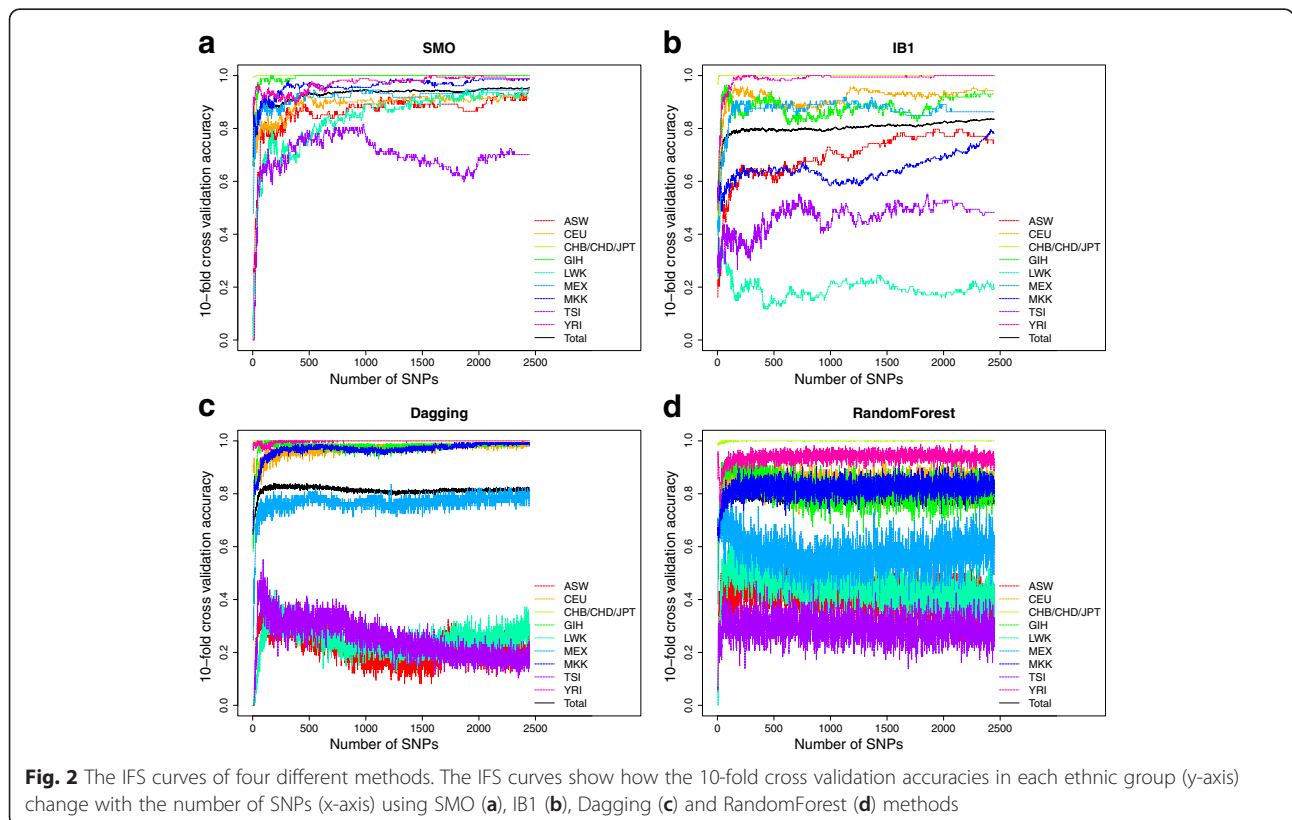 a
SMO
10−fold cross validation accuracy
0.0 0.2 0.4 0.6 0.8 1.0
0 500 1000 1500 2000 2500
Number of SNPs
ASW
CEU
CHB/CHD/JPT
GIH
LWK
MEX
MKK
TSI
YRI
Total
b
IB1
10−fold cross validation accuracy
0.0 0.2 0.4 0.6 0.8 1.0
0 500 1000 1500 2000 2500
Number of SNPs
ASW
CEU
CHB/CHD/JPT
GIH
LWK
MEX
MKK
TSI
YRI
Total
c
Dagging
10−fold cross validation accuracy
0.0 0.2 0.4 0.6 0.8 1.0
0 500 1000 1500 2000 2500
Number of SNPs
ASW
CEU
CHB/CHD/JPT
GIH
LWK
MEX
MKK
TSI
YRI
Total
d
RandomForest
10−fold cross validation accuracy
0.0 0.2 0.4 0.6 0.8 1.0
0 500 1000 1500 2000 2500
Number of SNPs
ASW
CEU
CHB/CHD/JPT
GIH
LWK
MEX
MKK
TSI
YRI
Total
Fig. 2 The IFS curves of four different methods. The IFS curves show how the 10-fold cross validation accuracies in each ethnic group (y-axis)
change with the number of SNPs (x-axis) using SMO (a), IB1 (b), Dagging (c) and RandomForest (d) methods